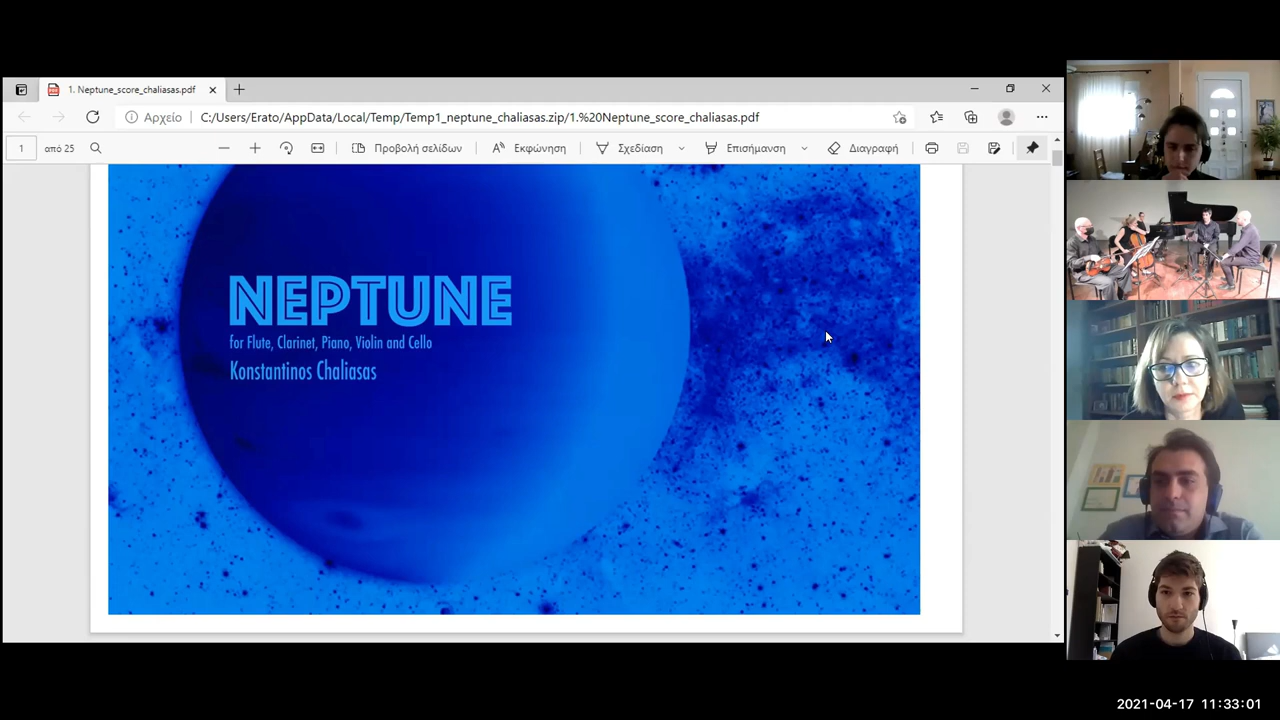 1. Neptune_score_chaliasas.pdf
Αρχείο C:/Users/Erato/AppData/Local/Temp/Temp1_neptune_chaliasas.zip/1.%20Neptune_score_chaliasas.pdf
1 από 25 Προβολή σελίδων Εκφώνηση Σχεδίαση Επισήμανση Διαγραφή
NEPTUNE
for Flute, Clarinet, Piano, Violin and Cello
Konstantinos Chaliasas
2021-04-17 11:33:01